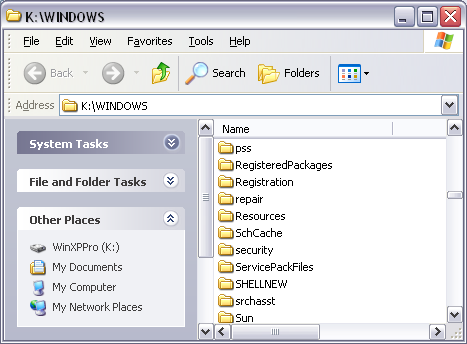 K:\WINDOWS
File Edit View Favorites Tools Help
Back Search Folders
Address K:\WINDOWS
System Tasks
File and Folder Tasks
Other Places
WinXPPro (K:)
My Documents
My Computer
My Network Places
Name
pss
RegisteredPackages
Registration
repair
Resources
SchCache
security
ServicePackFiles
SHELLNEW
srchasst
Sun